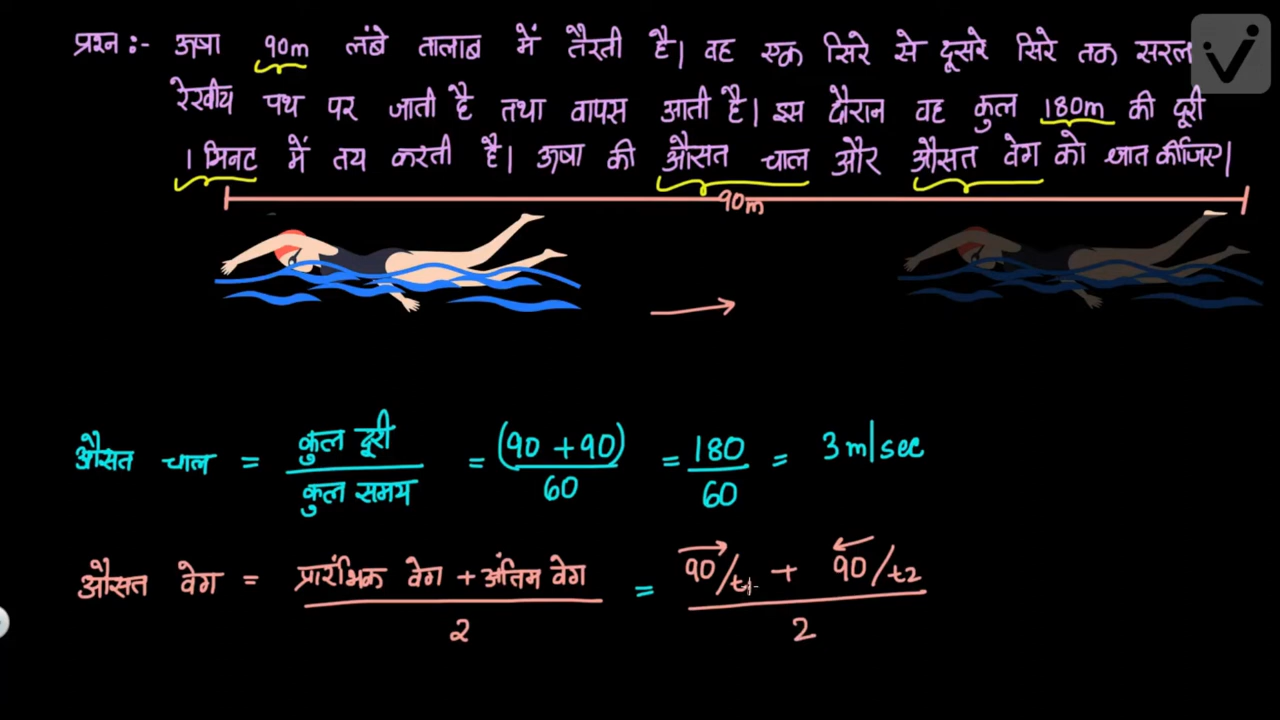 प्रश्न :- ऊषा 90m लंबे तालाब में तैरती है। वह एक सिरे से दूसरे सिरे तक सरल
रेखीय पथ पर जाती है तथा वापस आती है। इस दौरान वह कुल 180m की दूरी
1 मिनट में तय करती है। ऊषा की औसत चाल और औसत वेग को ज्ञात कीजिए।
90m
औसत चाल = कुल दूरी / कुल समय = (90 + 90) / 60 = 180 / 60 = 3 m/sec
औसत वेग = प्रारंभिक वेग + अंतिम वेग / 2 = 90/t1 + 90/t2 / 2